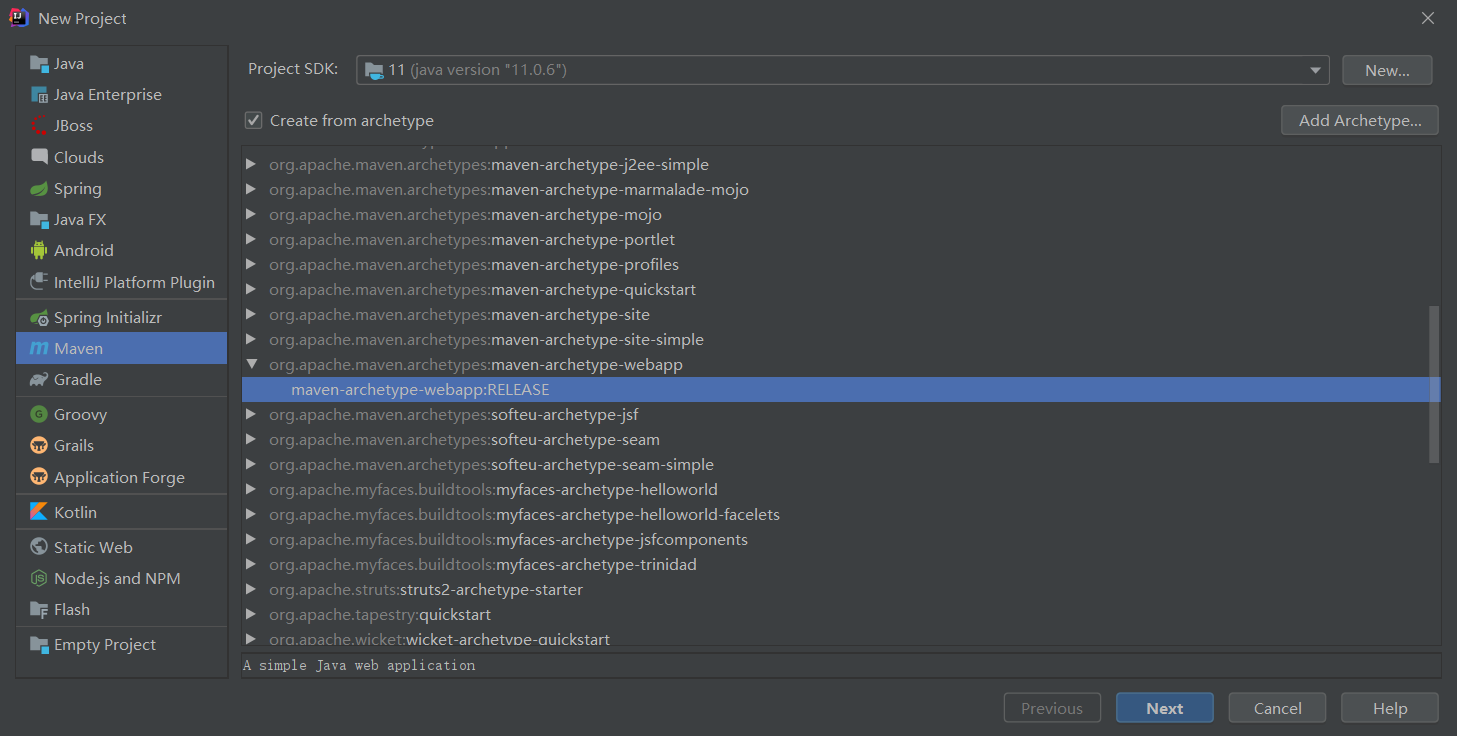 New Project
Java
Java Enterprise
JBoss
Clouds
Spring
Java FX
Android
IntelliJ Platform Plugin
Spring Initializr
Maven
Gradle
Groovy
Grails
Application Forge
Kotlin
Static Web
Node.js and NPM
Flash
Empty Project
Project SDK: 11 (java version "11.0.6") New...
Create from archetype Add Archetype...
org.apache.maven.archetypes:maven-archetype-j2ee-simple
org.apache.maven.archetypes:maven-archetype-marmalade-mojo
org.apache.maven.archetypes:maven-archetype-mojo
org.apache.maven.archetypes:maven-archetype-portlet
org.apache.maven.archetypes:maven-archetype-profiles
org.apache.maven.archetypes:maven-archetype-quickstart
org.apache.maven.archetypes:maven-archetype-site
org.apache.maven.archetypes:maven-archetype-site-simple
org.apache.maven.archetypes:maven-archetype-webapp
maven-archetype-webapp:RELEASE
org.apache.maven.archetypes:softeu-archetype-jsf
org.apache.maven.archetypes:softeu-archetype-seam
org.apache.maven.archetypes:softeu-archetype-seam-simple
org.apache.myfaces.buildtools:myfaces-archetype-helloworld
org.apache.myfaces.buildtools:myfaces-archetype-helloworld-facelets
org.apache.myfaces.buildtools:myfaces-archetype-jsfcomponents
org.apache.myfaces.buildtools:myfaces-archetype-trinidad
org.apache.struts:struts2-archetype-starter
org.apache.tapestry:quickstart
org.apache.wicket:wicket-archetype-quickstart
A simple Java web application
Previous Next Cancel Help